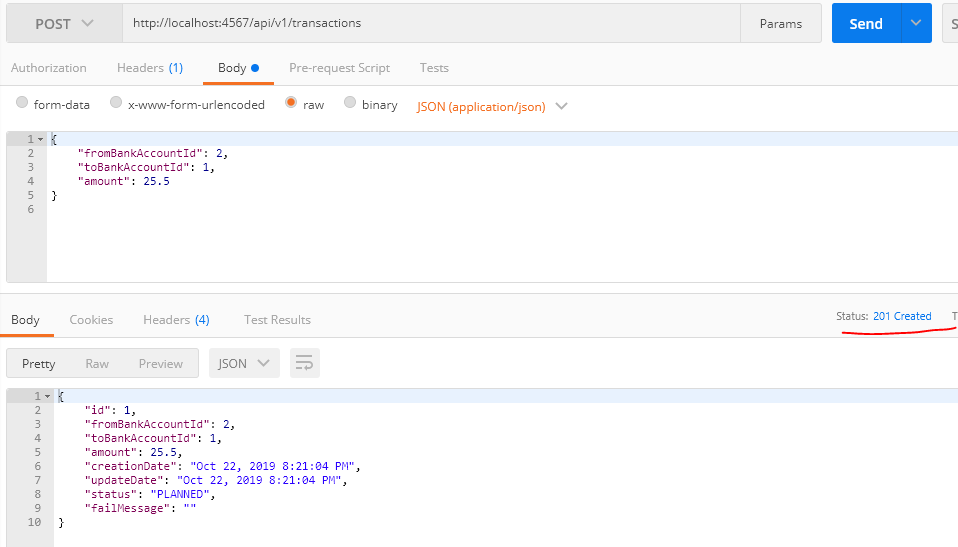 POST http://localhost:4567/api/v1/transactions Params Send S
Authorization Headers (1) Body Pre-request Script Tests
form-data x-www-form-urlencoded raw binary JSON (application/json)
1 {
2 "fromBankAccountId": 2,
3 "toBankAccountId": 1,
4 "amount": 25.5
5 }
6
Body Cookies Headers (4) Test Results Status: 201 Created T
Pretty Raw Preview JSON
1 {
2 "id": 1,
3 "fromBankAccountId": 2,
4 "toBankAccountId": 1,
5 "amount": 25.5,
6 "creationDate": "Oct 22, 2019 8:21:04 PM",
7 "updateDate": "Oct 22, 2019 8:21:04 PM",
8 "status": "PLANNED",
9 "failMessage": ""
10 }